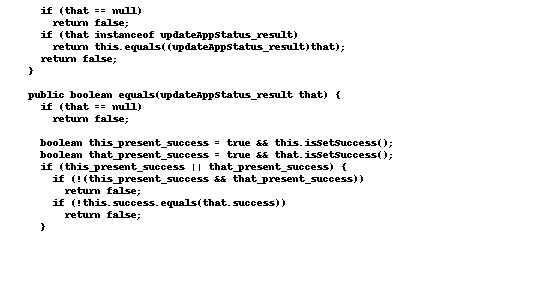 if (that == null)
return false;
if (that instanceof updateAppStatus_result)
return this.equals((updateAppStatus_result)that);
return false;
}
public boolean equals(updateAppStatus_result that) {
if (that == null)
return false;
boolean this_present_success = true && this.isSetSuccess();
boolean that_present_success = true && that.isSetSuccess();
if (this_present_success || that_present_success) {
if (!(this_present_success && that_present_success))
return false;
if (!this.success.equals(that.success))
return false;
}